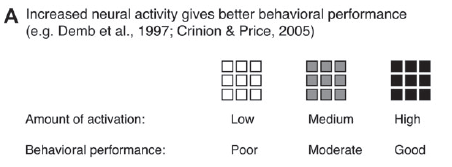 A Increased neural activity gives better behavioral performance
(e.g. Demb et al., 1997; Crinion & Price, 2005)
Amount of activation: Low Medium High
Behavioral performance: Poor Moderate Good